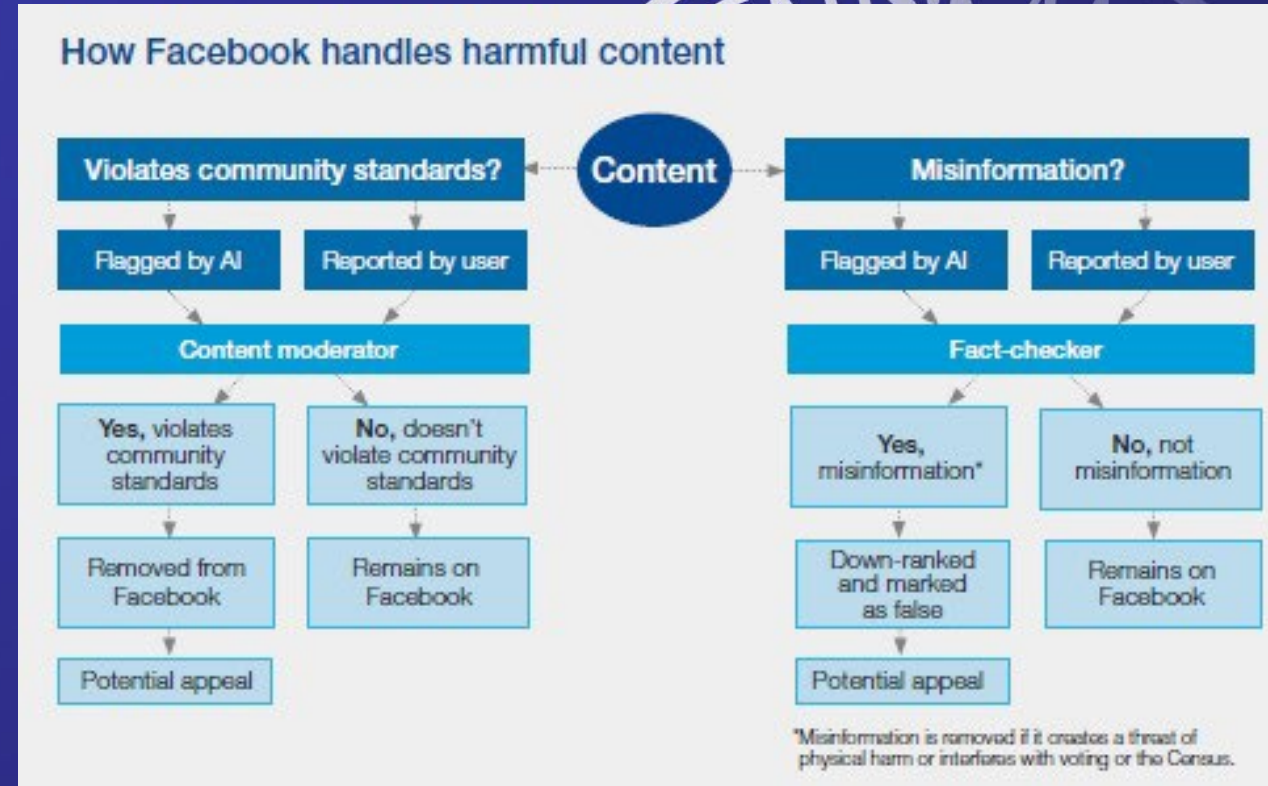 How Facebook handles harmful content
Content
Violates community standards?
Flagged by AI
Reported by user
Content moderator
Yes, violates
community
standards
No, doesn't
violate community
standards
Removed from
Facebook
Remains on
Facebook
Potential appeal
Misinformation?
Flagged by AI
Reported by user
Fact-checker
Yes,
misinformation*
No, not
misinformation
Down-ranked
and marked
as false
Remains on
Facebook
Potential appeal
*Misinformation is removed if it creates a threat of
physical harm or interferes with voting or the Census.